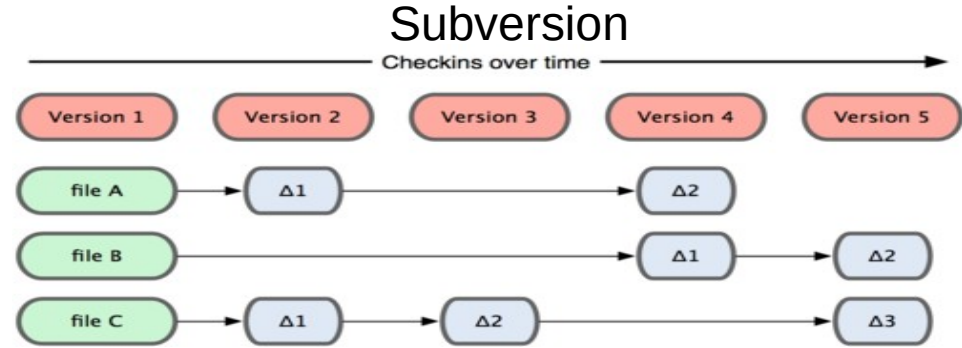 Subversion
Checkins over time
Version 1 Version 2 Version 3 Version 4 Version 5
file A Δ1 Δ2
file B Δ1 Δ2
file C Δ1 Δ2 Δ3